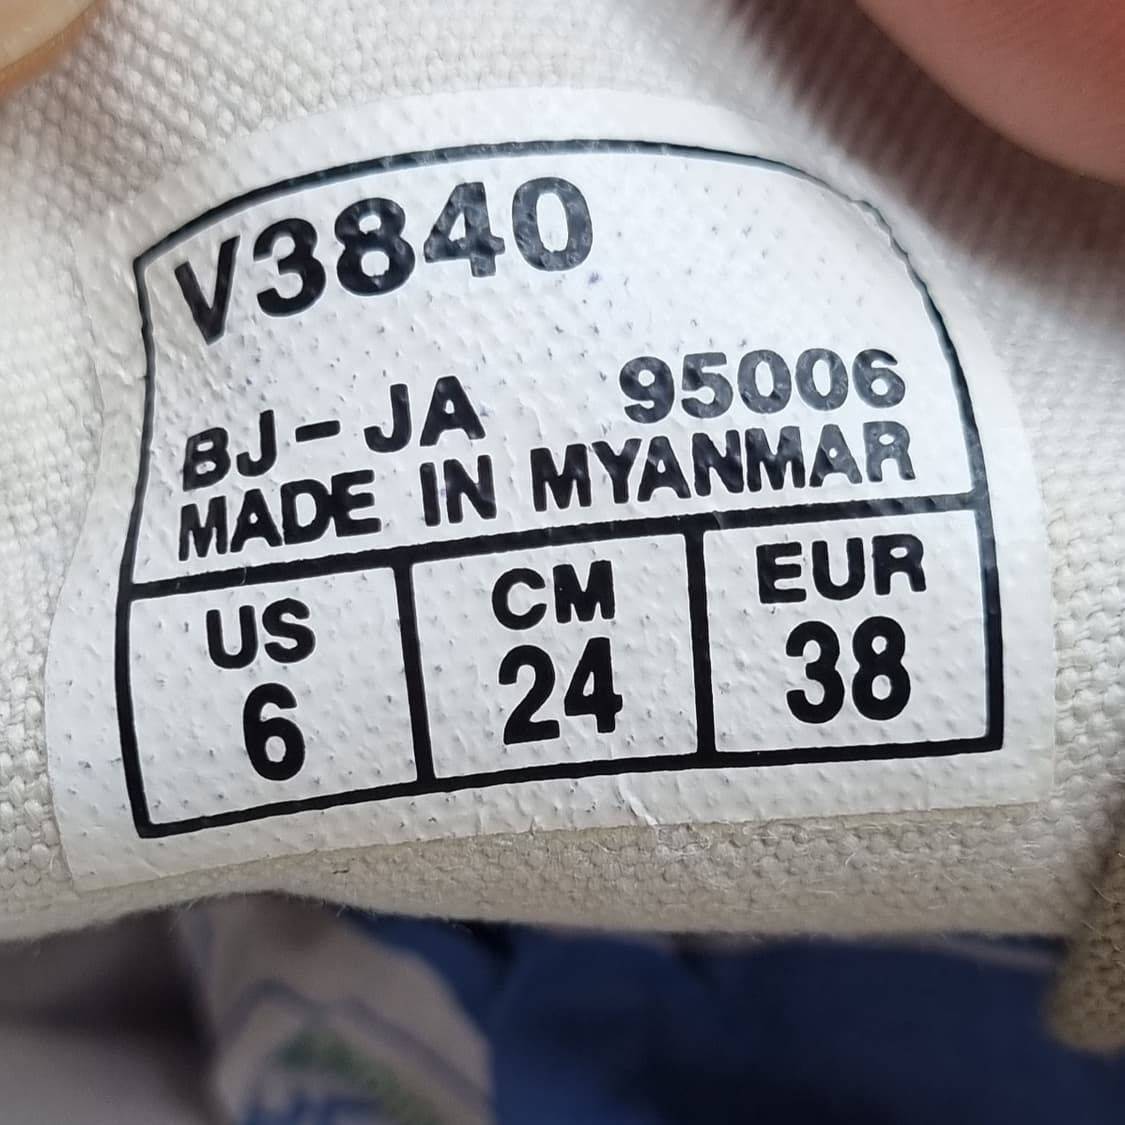 V3840
BJ-JA 95006
MADE IN MYANMAR
US CM EUR
6 24 38